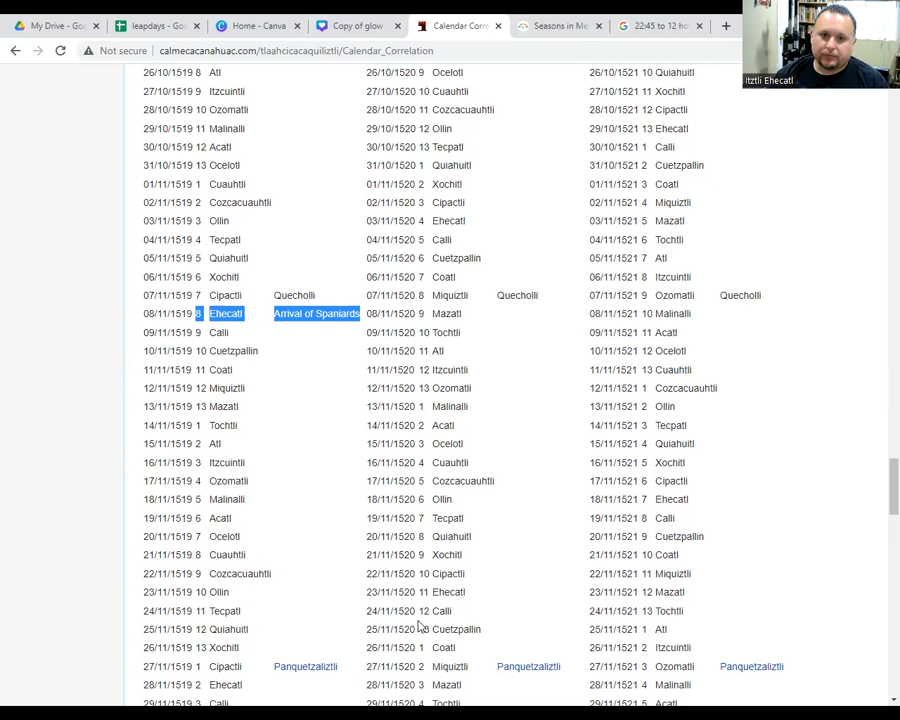 My Drive - Goo
leapdays - Goo
Home - Canva
Copy of glow
Calendar Corre
Seasons in Me
22:45 to 12 ho
Not secure calmecacanahuac.com/tlaahcicacaquiliztli/Calendar_Correlation
Itztli Ehecatl
26/10/1519 8 Atl 26/10/1520 9 Ocelotl 26/10/1521 10 Quiahuitl
27/10/1519 9 Itzcuintli 27/10/1520 10 Cuauhtli 27/10/1521 11 Xochitl
28/10/1519 10 Ozomatli 28/10/1520 11 Cozcacuauhtli 28/10/1521 12 Cipactli
29/10/1519 11 Malinalli 29/10/1520 12 Ollin 29/10/1521 13 Ehecatl
30/10/1519 12 Acatl 30/10/1520 13 Tecpatl 30/10/1521 1 Calli
31/10/1519 13 Ocelotl 31/10/1520 1 Quiahuitl 31/10/1521 2 Cuetzpallin
01/11/1519 1 Cuauhtli 01/11/1520 2 Xochitl 01/11/1521 3 Coatl
02/11/1519 2 Cozcacuauhtli 02/11/1520 3 Cipactli 02/11/1521 4 Miquiztli
03/11/1519 3 Ollin 03/11/1520 4 Ehecatl 03/11/1521 5 Mazatl
04/11/1519 4 Tecpatl 04/11/1520 5 Calli 04/11/1521 6 Tochtli
05/11/1519 5 Quiahuitl 05/11/1520 6 Cuetzpallin 05/11/1521 7 Atl
06/11/1519 6 Xochitl 06/11/1520 7 Coatl 06/11/1521 8 Itzcuintli
07/11/1519 7 Cipactli Quecholli 07/11/1520 8 Miquiztli Quecholli 07/11/1521 9 Ozomatli Quecholli
08/11/1519 8 Ehecatl Arrival of Spaniards 08/11/1520 9 Mazatl 08/11/1521 10 Malinalli
09/11/1519 9 Calli 09/11/1520 10 Tochtli 09/11/1521 11 Acatl
10/11/1519 10 Cuetzpallin 10/11/1520 11 Atl 10/11/1521 12 Ocelotl
11/11/1519 11 Coatl 11/11/1520 12 Itzcuintli 11/11/1521 13 Cuauhtli
12/11/1519 12 Miquiztli 12/11/1520 13 Ozomatli 12/11/1521 1 Cozcacuauhtli
13/11/1519 13 Mazatl 13/11/1520 1 Malinalli 13/11/1521 2 Ollin
14/11/1519 1 Tochtli 14/11/1520 2 Acatl 14/11/1521 3 Tecpatl
15/11/1519 2 Atl 15/11/1520 3 Ocelotl 15/11/1521 4 Quiahuitl
16/11/1519 3 Itzcuintli 16/11/1520 4 Cuauhtli 16/11/1521 5 Xochitl
17/11/1519 4 Ozomatli 17/11/1520 5 Cozcacuauhtli 17/11/1521 6 Cipactli
18/11/1519 5 Malinalli 18/11/1520 6 Ollin 18/11/1521 7 Ehecatl
19/11/1519 6 Acatl 19/11/1520 7 Tecpatl 19/11/1521 8 Calli
20/11/1519 7 Ocelotl 20/11/1520 8 Quiahuitl 20/11/1521 9 Cuetzpallin
21/11/1519 8 Cuauhtli 21/11/1520 9 Xochitl 21/11/1521 10 Coatl
22/11/1519 9 Cozcacuauhtli 22/11/1520 10 Cipactli 22/11/1521 11 Miquiztli
23/11/1519 10 Ollin 23/11/1520 11 Ehecatl 23/11/1521 12 Mazatl
24/11/1519 11 Tecpatl 24/11/1520 12 Calli 24/11/1521 13 Tochtli
25/11/1519 12 Quiahuitl 25/11/1520 Cuetzpallin 25/11/1521 1 Atl
26/11/1519 13 Xochitl 26/11/1520 1 Coatl 26/11/1521 2 Itzcuintli
27/11/1519 1 Cipactli Panquetzaliztli 27/11/1520 2 Miquiztli Panquetzaliztli 27/11/1521 3 Ozomatli Panquetzaliztli
28/11/1519 2 Ehecatl 28/11/1520 3 Mazatl 28/11/1521 4 Malinalli
29/11/1519 3 Calli 29/11/1520 4 Tochtli 29/11/1521 5 Acatl